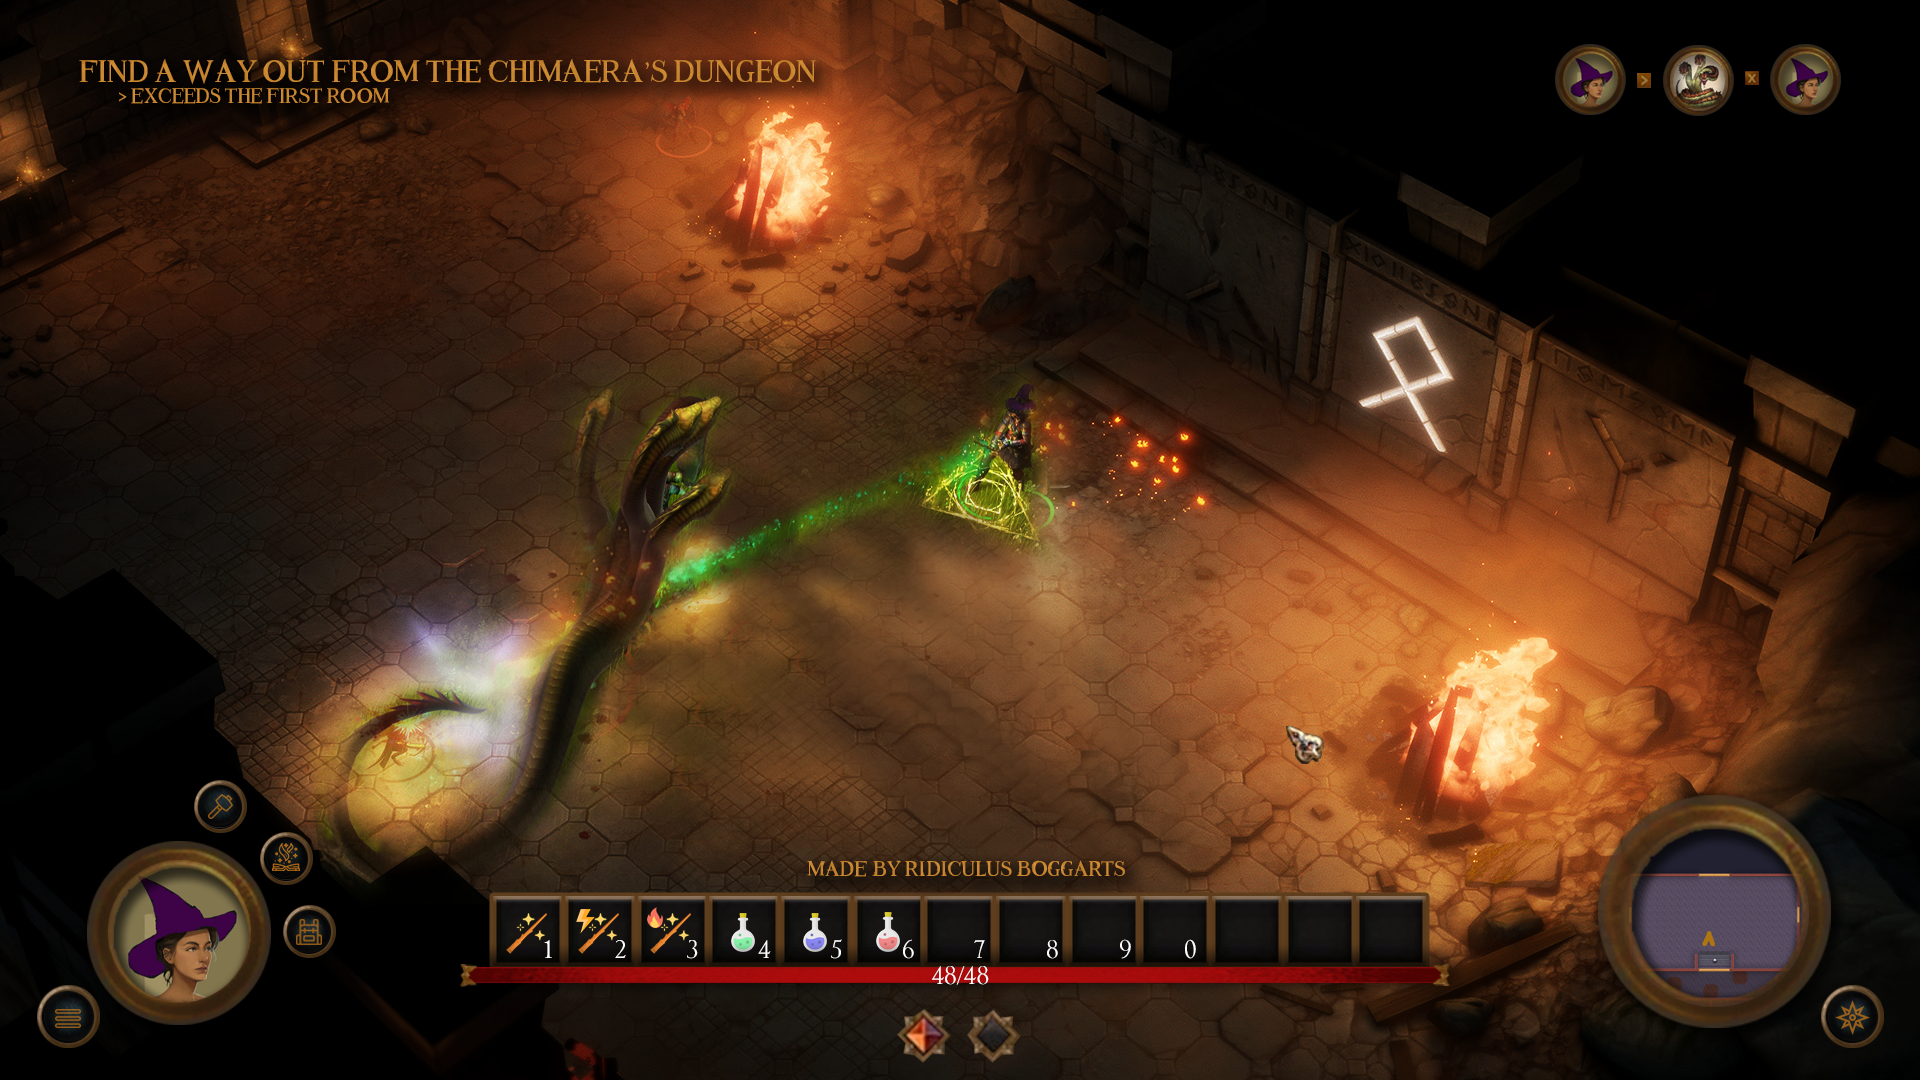 FIND A WAY OUT FROM THE CHIMAERA'S DUNGEON
> EXCEEDS THE FIRST ROOM
MADE BY RIDICULUS BOGGARTS
1 2 3 4 5 6 7 8 9 0
48/48